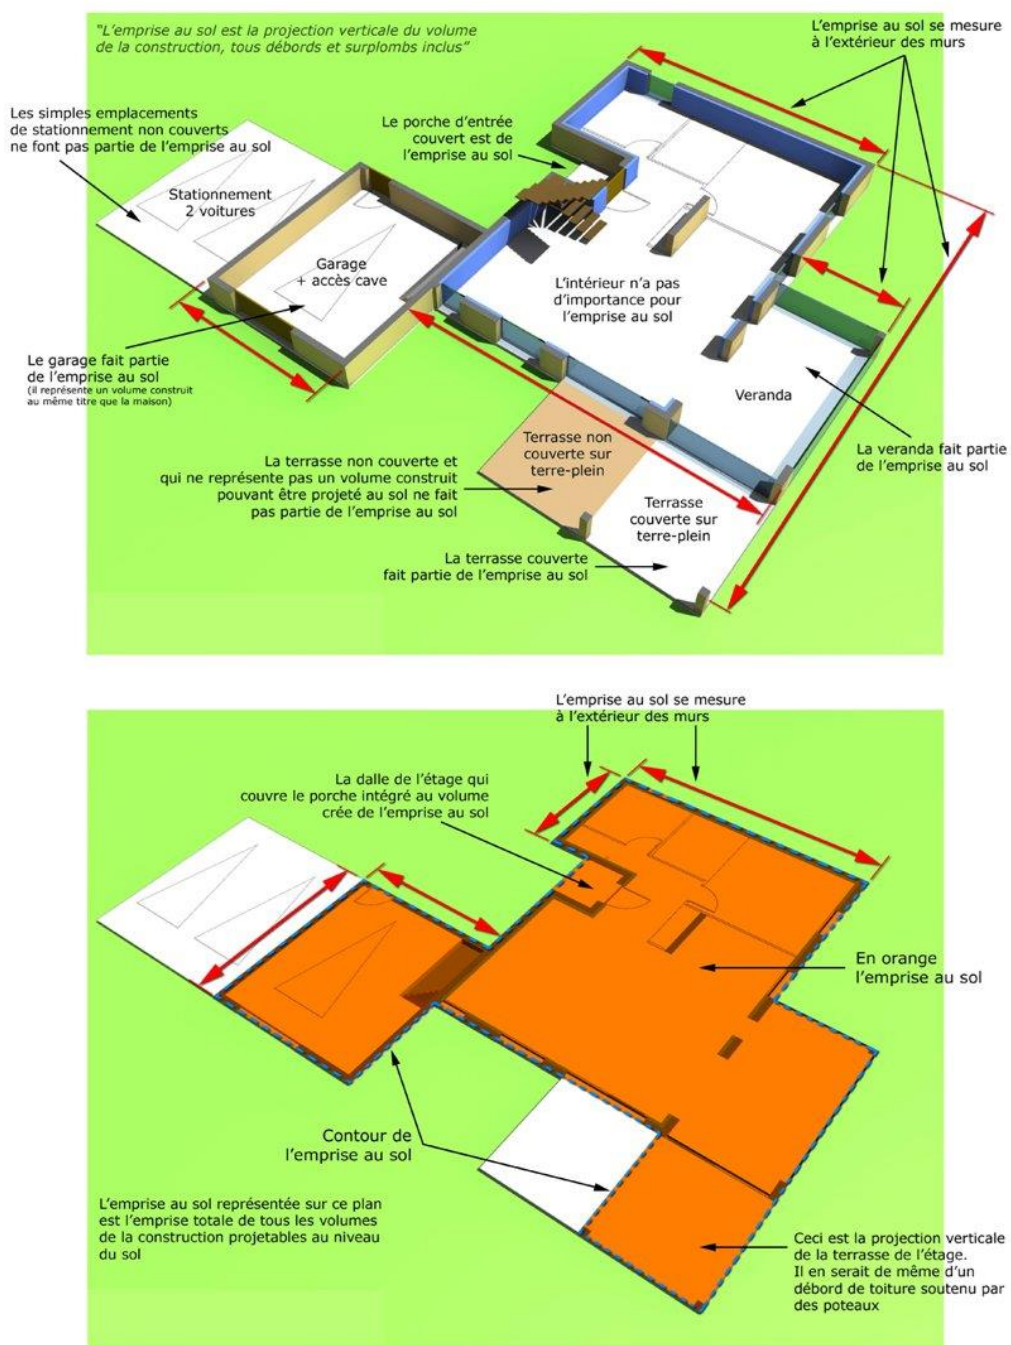 “L’emprise au sol est la projection verticale du volume
de la construction, tous débords et surplombs inclus”
L’emprise au sol se mesure
à l’extérieur des murs
Les simples emplacements
de stationnement non couverts
ne font pas partie de l’emprise au sol
Le porche d’entrée
couvert est de
l’emprise au sol
Stationnement
2 voitures
Garage
+ accès cave
L’intérieur n’a pas
d’importance pour
l’emprise au sol
Le garage fait partie
de l’emprise au sol
(il représente un volume construit
au même titre que la maison)
Veranda
La veranda fait partie
de l’emprise au sol
Terrasse non
couverte sur
terre-plein
La terrasse non couverte et
qui ne représente pas un volume construit
pouvant être projeté au sol ne fait
pas partie de l’emprise au sol
Terrasse
couverte sur
terre-plein
La terrasse couverte
fait partie de l’emprise au sol
L’emprise au sol se mesure
à l’extérieur des murs
La dalle de l’étage qui
couvre le porche intégré au volume
crée de l’emprise au sol
En orange
l’emprise au sol
Contour de
l’emprise au sol
L’emprise au sol représentée sur ce plan
est l’emprise totale de tous les volumes
de la construction projetables au niveau
du sol
Ceci est la projection verticale
de la terrasse de l’étage.
Il en serait de même d’un
débord de toiture soutenu par
des poteaux